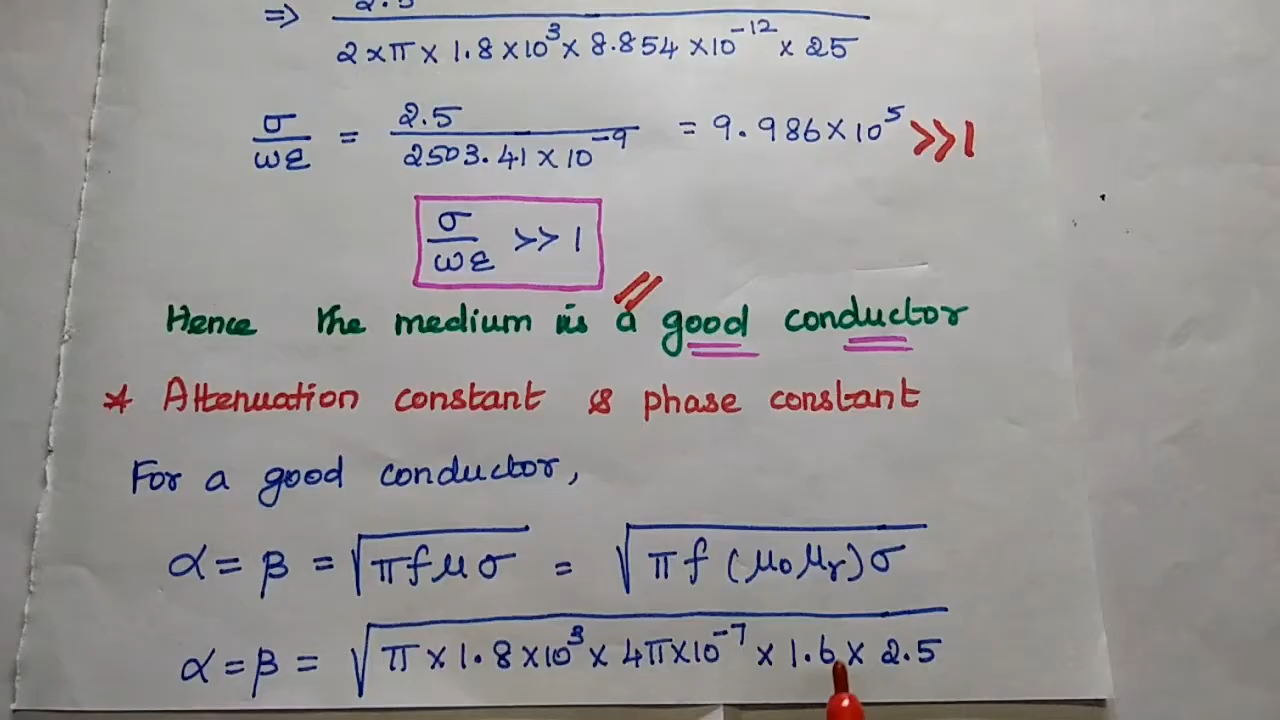 ⇒ 2.5 / 2×π×1.8×10³×8.854×10⁻¹²×25
σ/ωε = 2.5 / 2503.41×10⁻⁹ = 9.986×10⁵ >>1
σ/ωε >> 1
Hence the medium is a good conductor
* Attenuation constant & phase constant
For a good conductor,
α = β = √(πfμσ) = √(πf(μ₀μᵣ)σ)
α = β = √(π×1.8×10³×4π×10⁻⁷×1.6×2.5)